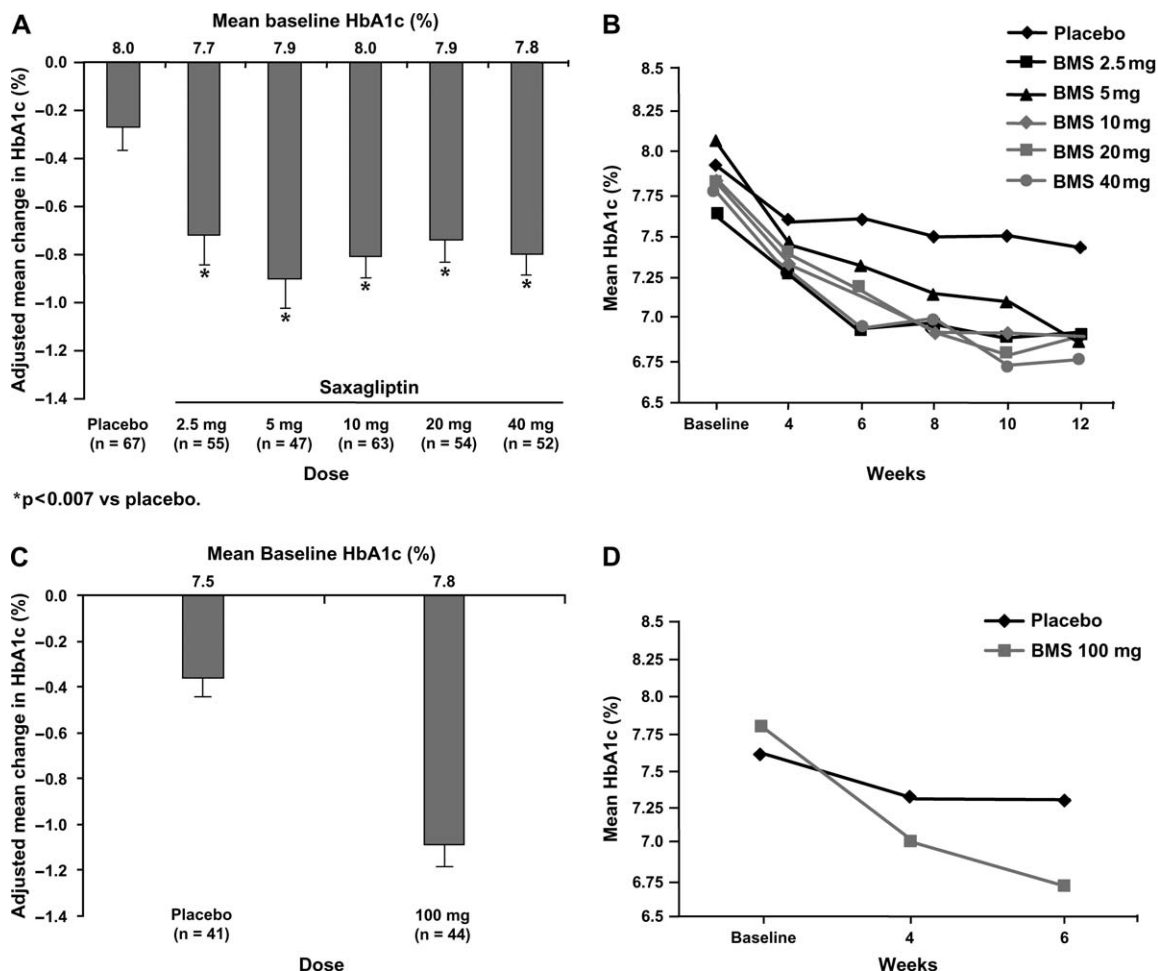 A
Mean baseline HbA1c (%)
8.0 7.7 7.9 8.0 7.9 7.8
Adjusted mean change in HbA1c (%)
0.0
–0.2
–0.4
–0.6
–0.8
–1.0
–1.2
–1.4
* * * * *
Saxagliptin
Placebo 2.5 mg 5 mg 10 mg 20 mg 40 mg
(n = 67) (n = 55) (n = 47) (n = 63) (n = 54) (n = 52)
Dose
*p<0.007 vs placebo.
B
Placebo
BMS 2.5 mg
BMS 5 mg
BMS 10 mg
BMS 20 mg
BMS 40 mg
Mean HbA1c (%)
8.5
8.25
8.0
7.75
7.5
7.25
7.0
6.75
6.5
Baseline 4 6 8 10 12
Weeks
C
Mean Baseline HbA1c (%)
7.5 7.8
Adjusted mean change in HbA1c (%)
0.0
–0.2
–0.4
–0.6
–0.8
–1.0
–1.2
–1.4
Placebo 100 mg
(n = 41) (n = 44)
Dose
D
Placebo
BMS 100 mg
Mean HbA1c (%)
8.5
8.25
8.0
7.75
7.5
7.25
7.0
6.75
6.5
Baseline 4 6
Weeks